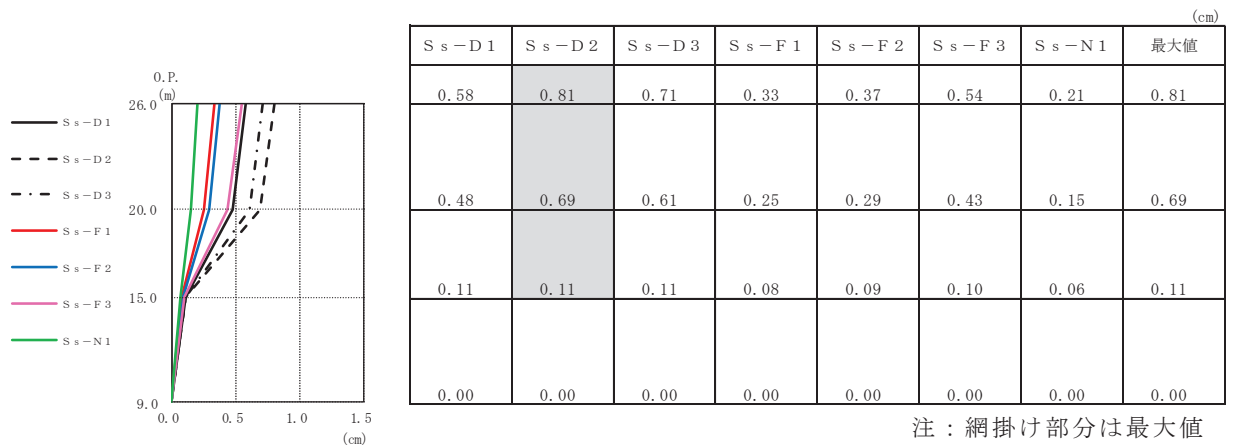 O.P.
(m)
26.0
20.0
15.0
9.0
0.0 0.5 1.0 1.5
(cm)
Ss-D1
Ss-D2
Ss-D3
Ss-F1
Ss-F2
Ss-F3
Ss-N1
(cm)
Ss-D1 Ss-D2 Ss-D3 Ss-F1 Ss-F2 Ss-F3 Ss-N1 最大値
0.58 0.81 0.71 0.33 0.37 0.54 0.21 0.81
0.48 0.69 0.61 0.25 0.29 0.43 0.15 0.69
0.11 0.11 0.11 0.08 0.09 0.10 0.06 0.11
0.00 0.00 0.00 0.00 0.00 0.00 0.00 0.00
注：網掛け部分は最大値